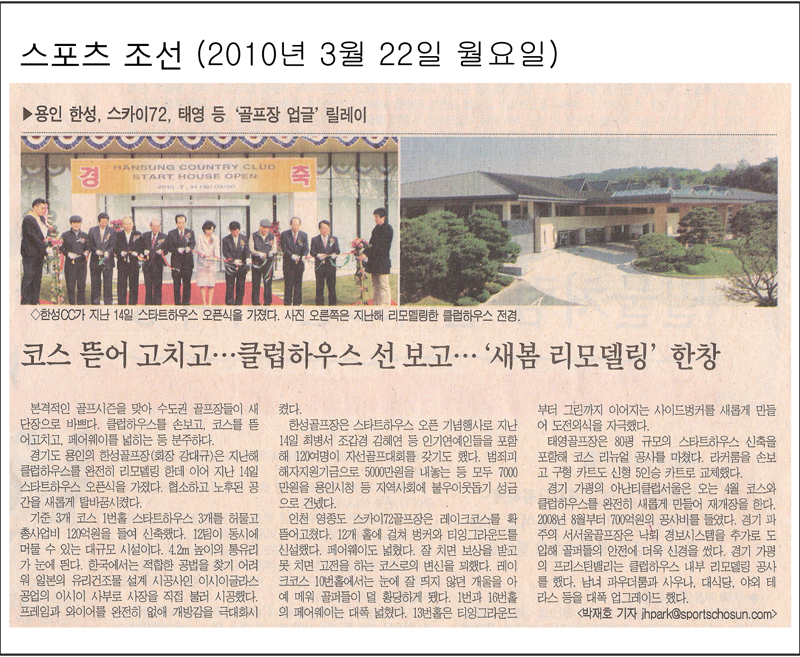 스포츠 조선 (2010년 3월 22일 월요일)
▶용인 한성, 스카이72, 태영 등 ‘골프장 업글’ 릴레이
HANSUNG COUNTRY CLUB
START HOUSE OPEN
경
축
◇한성CC가 지난 14일 스타트하우스 오픈식을 가졌다. 사진 오른쪽은 지난해 리모델링한 클럽하우스 전경.
코스 뜯어 고치고…클럽하우스 선 보고… ‘새봄 리모델링’ 한창
본격적인 골프시즌을 맞아 수도권 골프장들이 새
단장으로 바쁘다. 클럽하우스를 손보고, 코스를 뜯
어고치고, 페어웨이를 넓히는 등 분주하다.
경기도 용인의 한성골프장(회장 강대규)은 지난해
클럽하우스를 완전히 리모델링 한데 이어 지난 14일
스타트하우스 오픈식을 가졌다. 협소하고 노후된 공
간을 새롭게 탈바꿈시켰다.
기준 3개 코스 1번홀 스타트하우스 3개를 허물고
총사업비 120억원을 들여 신축했다. 12팀이 동시에
머물 수 있는 대규모 시설이다. 4.2m 높이의 통유리
가 눈에 띈다. 한국에서는 적합한 공법을 찾기 어려
워 일본의 유리건조물 설계 시공사인 이시이글라스
공업의 이시이 사부로 사장을 직접 불러 시공했다.
프레임과 와이어를 완전히 없애 개방감을 극대화시
켰다.
한성골프장은 스타트하우스 오픈 기념행사로 지난
14일 최병서 조갑경 김혜연 등 인기연예인들을 포함
해 120여명이 자선골프대회를 갖기도 했다. 범죄피
해자지원기금으로 5000만원을 내놓는 등 모두 7000
만원을 용인시청 등 지역사회에 불우이웃돕기 성금
으로 건넸다.
인천 영종도 스카이72골프장은 레이크코스를 확
뜯어고쳤다. 12개 홀에 걸쳐 벙커와 티잉그라운드를
신설했다. 페어웨이도 넓혔다. 잘 치면 보상을 받고
못 치면 고전을 하는 코스로의 변신을 꾀했다. 레이
크코스 10번홀에서는 눈에 잘 띄지 않던 개울을 아
예 메워 골퍼들이 덜 황당하게 됐다. 1번과 16번홀
의 페어웨이는 대폭 넓혔다. 13번홀은 티잉그라운드
부터 그린까지 이어지는 사이드벙커를 새롭게 만들
어 도전의식을 자극했다.
태영골프장은 80평 규모의 스타트하우스 신축을
포함해 코스 리뉴얼 공사를 마쳤다. 라커룸을 손보
고 구형 카트도 신형 5인승 카트로 교체했다.
경기 가평의 아난티클럽서울은 오는 4월 코스와
클럽하우스를 완전히 새롭게 만들어 재개장을 한다.
2008년 8월부터 700억원의 공사비를 들였다. 경기 파
주의 서서울골프장은 낙뢰 경보시스템을 추가로 도
입해 골퍼들의 안전에 더욱 신경을 썼다. 경기 가평
의 프리스틴밸리는 클럽하우스 내부 리모델링 공사
를 했다. 남녀 파우더룸과 사우나, 대식당, 야외 테
라스 등을 대폭 업그레이드 했다.
<박재호 기자 jhpark@sportschosun.com>